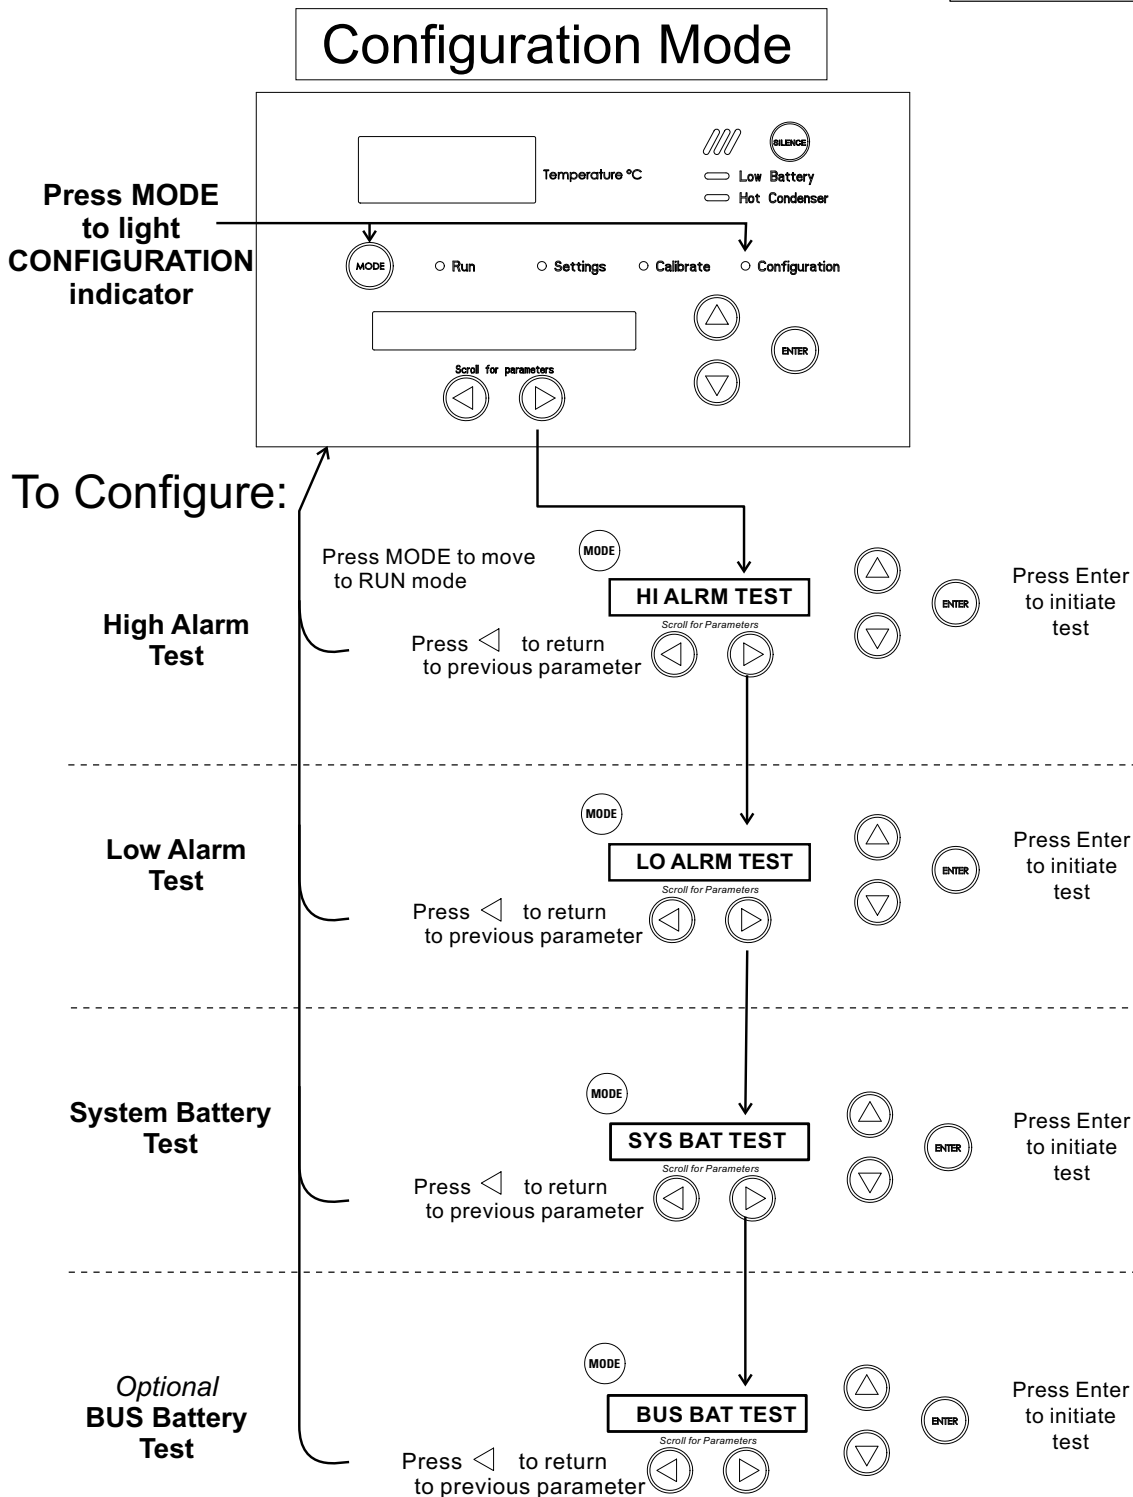 Configuration Mode
SILENCE
Temperature °C
Low Battery
Hot Condenser
Press MODE
to light
CONFIGURATION
indicator
MODE
Run
Settings
Calibrate
Configuration
ENTER
Scroll for parameters
To Configure:
Press MODE to move
to RUN mode
MODE
HI ALRM TEST
Scroll for Parameters
High Alarm
Test
Press ◁ to return
to previous parameter
ENTER
Press Enter
to initiate
test
MODE
LO ALRM TEST
Scroll for Parameters
Low Alarm
Test
Press ◁ to return
to previous parameter
ENTER
Press Enter
to initiate
test
MODE
SYS BAT TEST
Scroll for Parameters
System Battery
Test
Press ◁ to return
to previous parameter
ENTER
Press Enter
to initiate
test
MODE
BUS BAT TEST
Scroll for Parameters
Optional
BUS Battery
Test
Press ◁ to return
to previous parameter
ENTER
Press Enter
to initiate
test